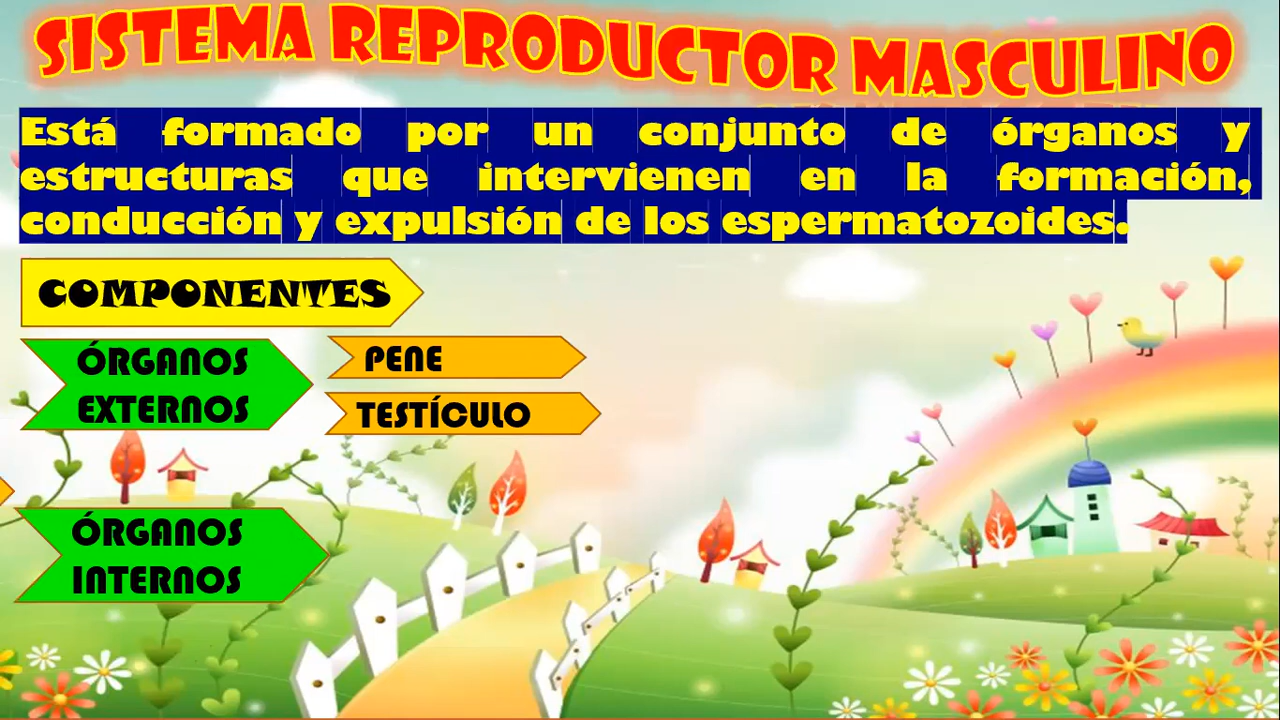 SISTEMA REPRODUCTOR MASCULINO
Está formado por un conjunto de órganos y
estructuras que intervienen en la formación,
conducción y expulsión de los espermatozoides.
COMPONENTES
ÓRGANOS
EXTERNOS
PENE
TESTÍCULO
ÓRGANOS
INTERNOS